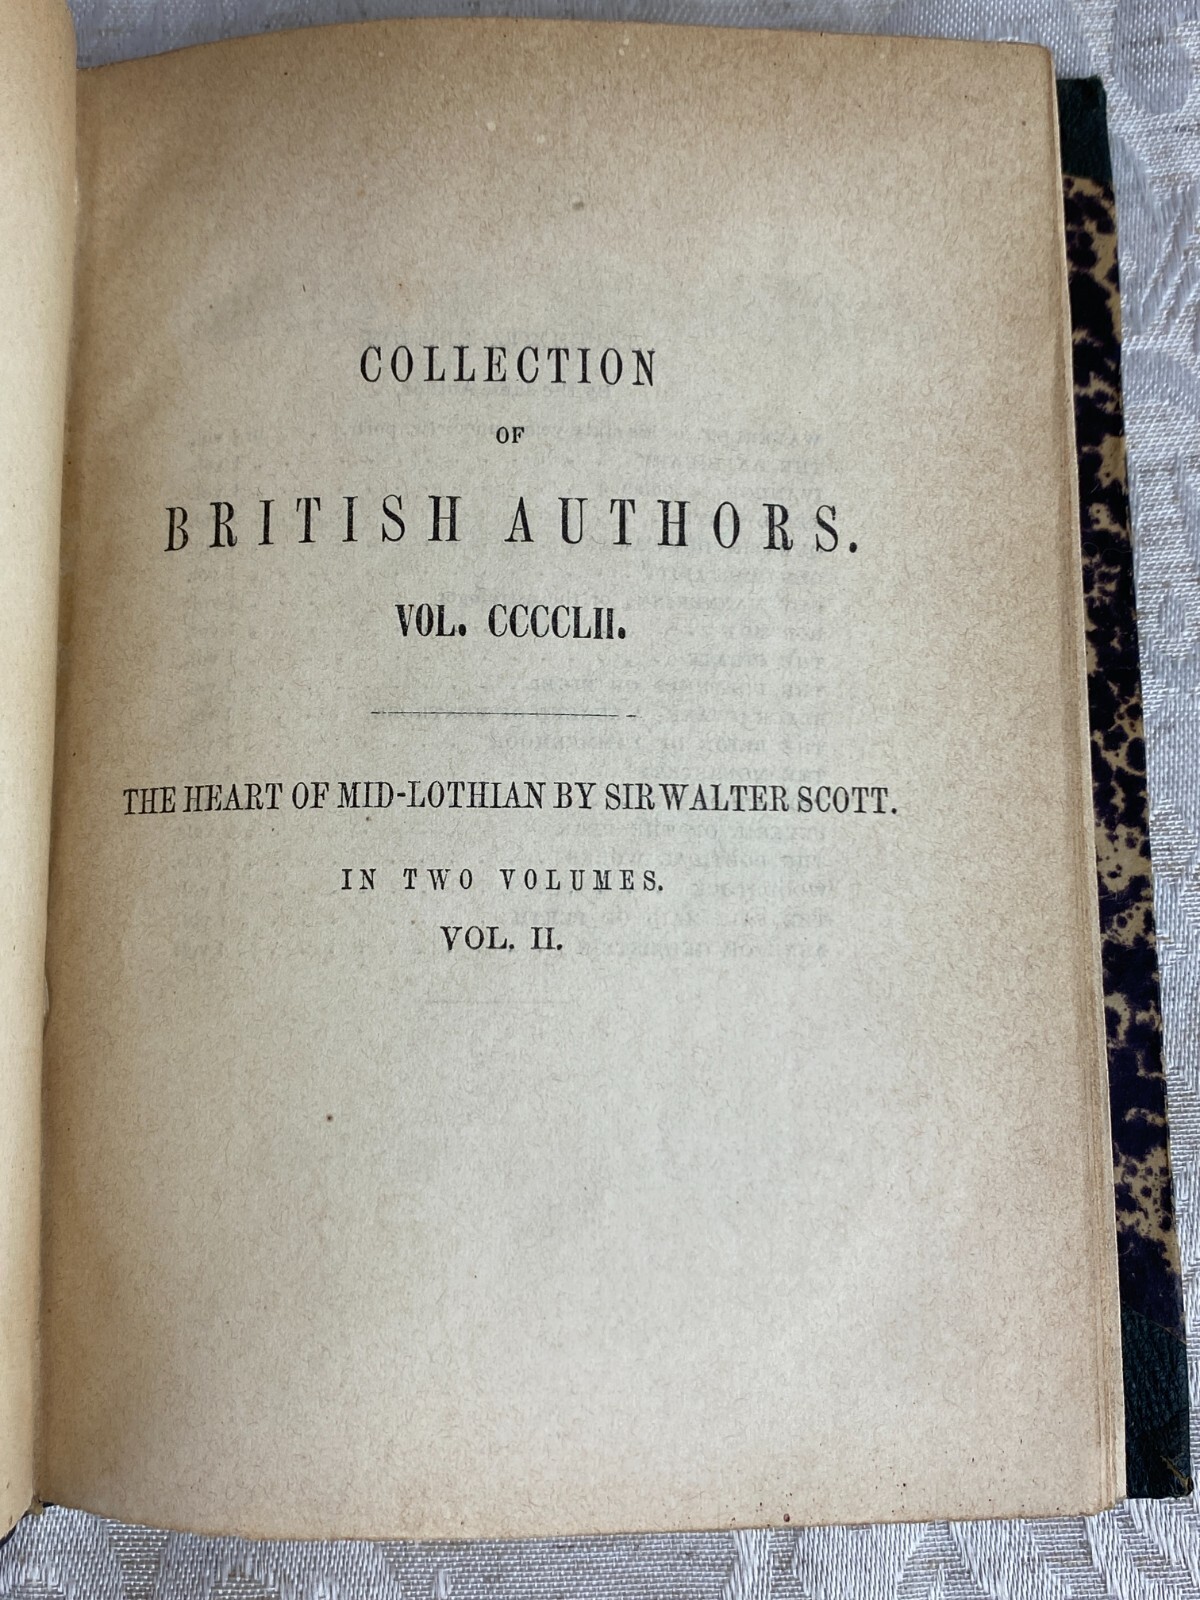 COLLECTION
OF
BRITISH AUTHORS.
VOL. CCCCCLII.
THE HEART OF MID-LOTHIAN BY SIR WALTER SCOTT.
IN TWO VOLUMES.
VOL. II.